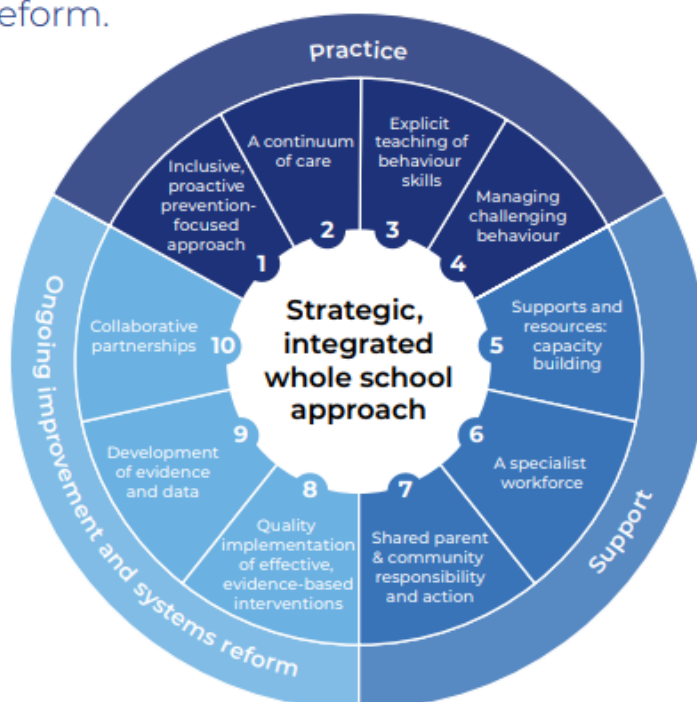 eform.
Practice
Inclusive,
proactive
prevention-
focused
approach
1
A continuum
of care
2
Explicit
teaching of
behaviour
skills
3
Managing
challenging
behaviour
4
Supports and
resources:
capacity
building
5
A specialist
workforce
6
Shared parent
& community
responsibility
and action
7
Quality
implementation
of effective,
evidence-based
interventions
8
Development
of evidence
and data
9
Collaborative
partnerships
10
Strategic,
integrated
whole school
approach
Support
Ongoing improvement and systems reform